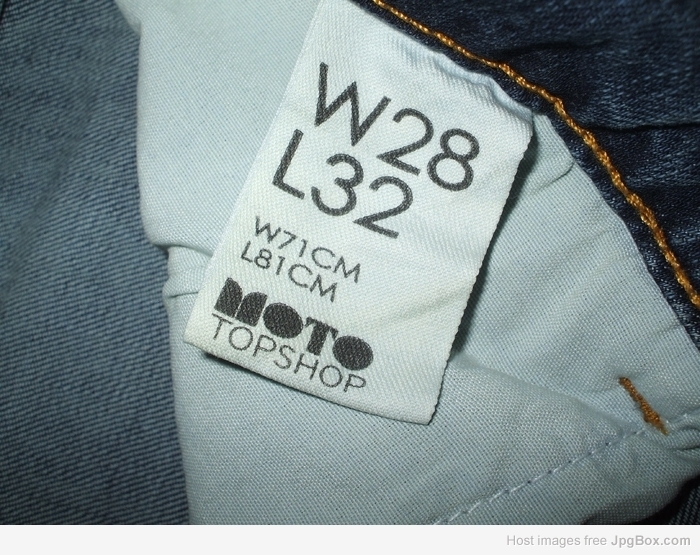 W28
L32
W71CM
L81CM
MOTO
TOPSHOP
Host images free JpgBox.com